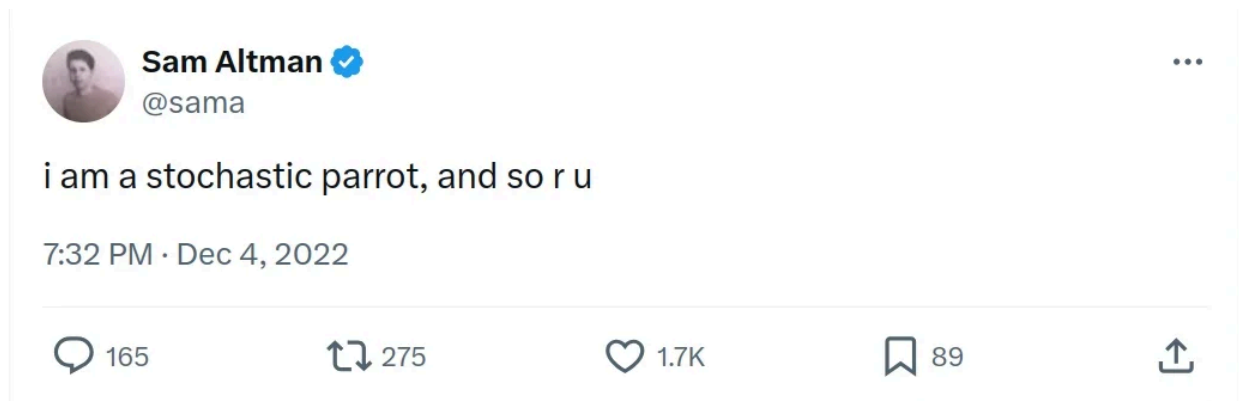 Sam Altman
@sama
i am a stochastic parrot, and so r u
7:32 PM · Dec 4, 2022
165 275 1.7K 89